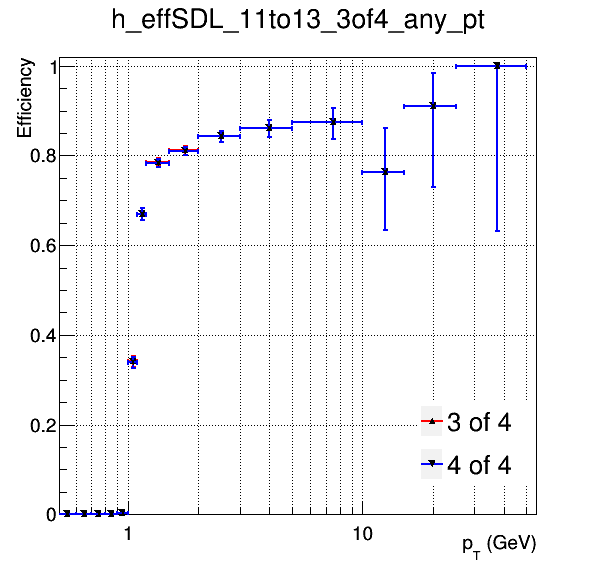 h_effSDL_11to13_3of4_any_pt
Efficiency
1
0.8
0.6
0.4
0.2
0
3 of 4
4 of 4
1
10
p_T (GeV)